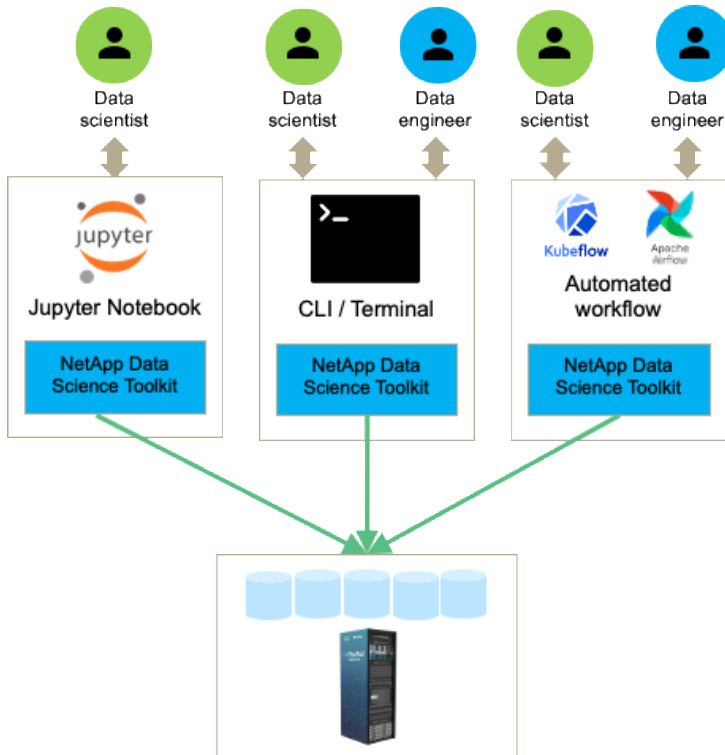 Data
scientist
Data
scientist
Data
engineer
Data
scientist
Data
engineer
jupyter
Jupyter Notebook
NetApp Data
Science Toolkit
>_
CLI / Terminal
NetApp Data
Science Toolkit
Kubeflow
Apache
Airflow
Automated
workflow
NetApp Data
Science Toolkit